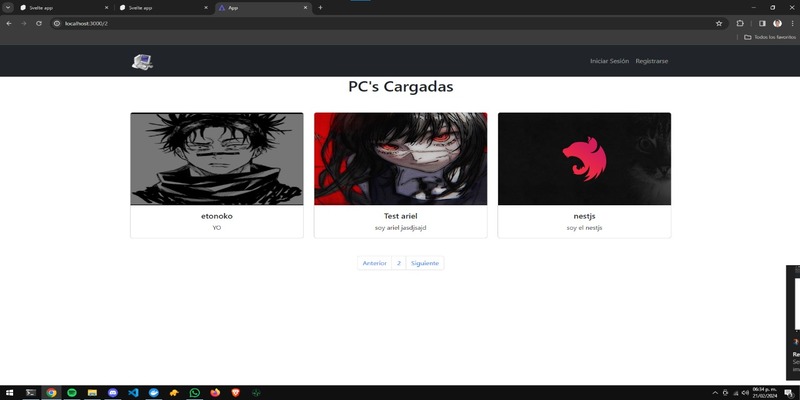 Svelte app
Svelte app
App
localhost:3000/2
Todos los favoritos
Iniciar Sesión Registrarse
PC's Cargadas
etonoko
YO
Test ariel
soy ariel jasdjsajd
nestjs
soy el nestjs
Anterior 2 Siguiente
06:34 p. m.
21/02/2024